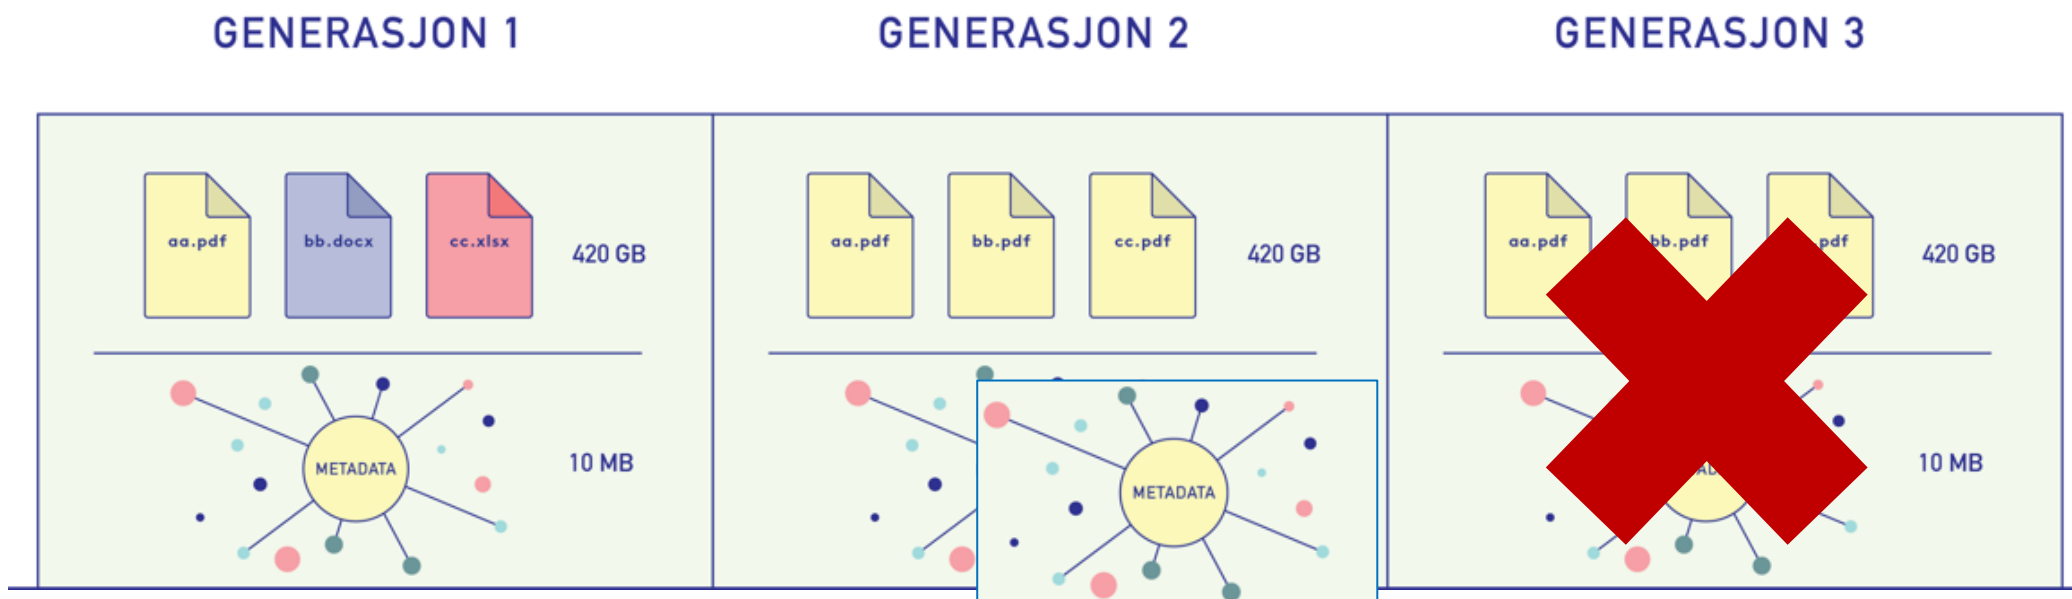 GENERASJON 1
GENERASJON 2
GENERASJON 3
aa.pdf
bb.docx
cc.xlsx
420 GB
aa.pdf
bb.pdf
cc.pdf
420 GB
aa.pdf
bb.pdf
pdf
420 GB
METADATA
10 MB
METADATA
10 MB